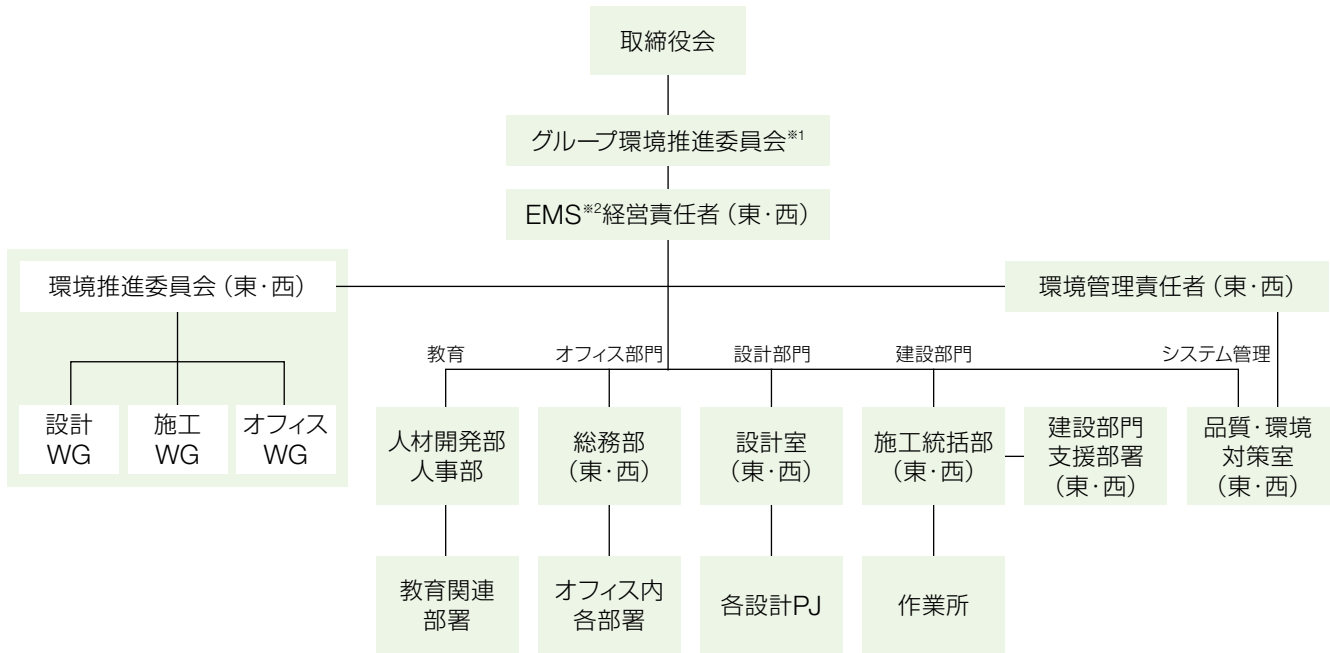 取締役会
グループ環境推進委員会※1
EMS※2経営責任者（東・西）
環境推進委員会（東・西）
環境管理責任者（東・西）
設計
WG
施工
WG
オフィス
WG
教育
オフィス部門
設計部門
建設部門
システム管理
人材開発部
人事部
総務部
（東・西）
設計室
（東・西）
施工統括部
（東・西）
建設部門
支援部署
（東・西）
品質・環境
対策室
（東・西）
教育関連
部署
オフィス内
各部署
各設計PJ
作業所